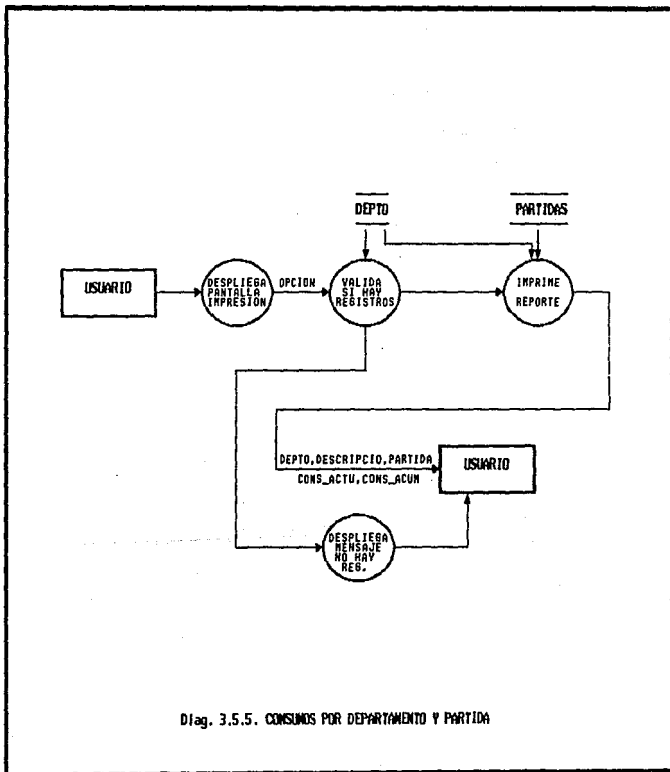 DEPTO
PARTIDAS
USUARIO
DESPLIEGA
PANTALLA
IMPRESIÓN
OPCION
VALIDA
SI HAY
REGISTROS
IMPRIME
REPORTE
DEPTO,DESCRIPCIO,PARTIDA
CONS_ACTU,CONS_ACUM
USUARIO
DESPLIEGA
MENSAJE
NO HAY
REG.
Diag. 3.5.5. CONSUMOS POR DEPARTAMENTO Y PARTIDA